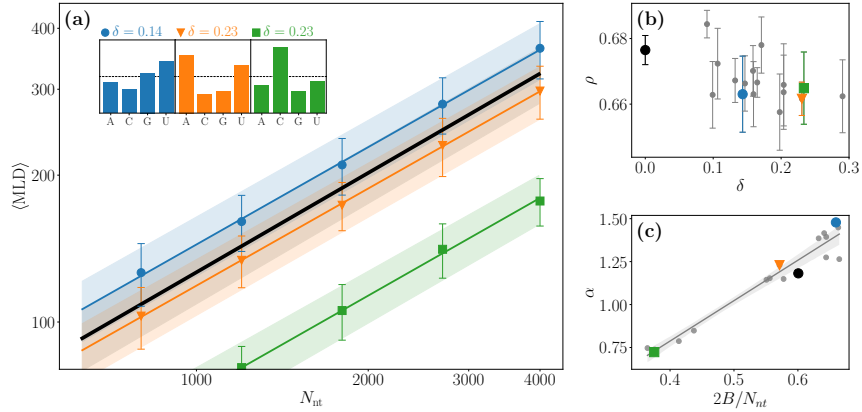 (a)
δ = 0.14
δ = 0.23
δ = 0.23
A C G U A C G U A C G U
400
300
200
100
⟨MLD⟩
1000
2000
3000
4000
N_nt
(b)
0.68
0.66
ρ
0.0
0.1
0.2
0.3
δ
(c)
1.50
1.25
1.00
0.75
α
0.4
0.5
0.6
2B/N_nt